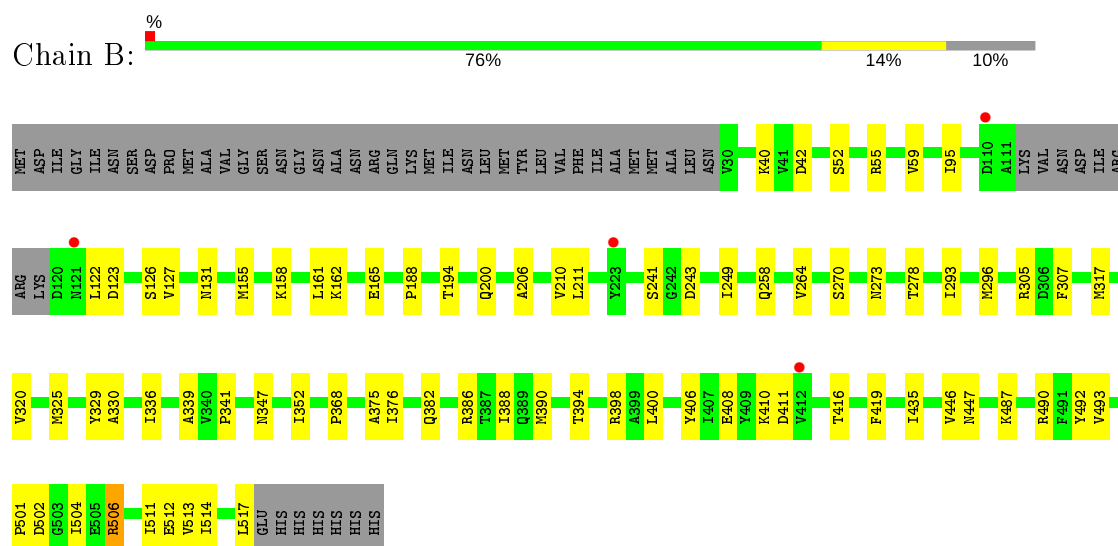 %
Chain B:
76% 14% 10%
MET ASP ILE GLY ILE ASN SER ASP PRO MET ALA VAL GLY SER ASN GLY ASN ALA ASN ARG GLN LYS MET ILE ASN LEU MET TYR LEU VAL PHE ILE ALA MET MET ALA LEU ASN V30 K40 V41 D42 S52 R55 V59 I95 D110 A111 LYS VAL ASN ASP ILE ARG
ARG LYS D120 N121 L122 D123 S126 V127 N131 M155 K158 L161 K162 E165 P188 T194 Q200 A206 V210 L211 Y223 S241 G242 D243 I249 Q258 V264 S270 N273 T278 I293 M296 R305 D306 F307 M317
V320 M325 Y329 A330 I336 A339 V340 P341 N347 I352 P368 A375 I376 Q382 R386 T387 I388 Q389 M390 T394 R398 A399 L400 Y406 I407 E408 Y409 K410 D411 V412 T416 F419 I435 V446 N447 K487 R490 F491 Y492 V493
P501 D502 G503 I504 E505 R506 I511 E512 V513 I514 L517 GLU HIS HIS HIS HIS HIS HIS